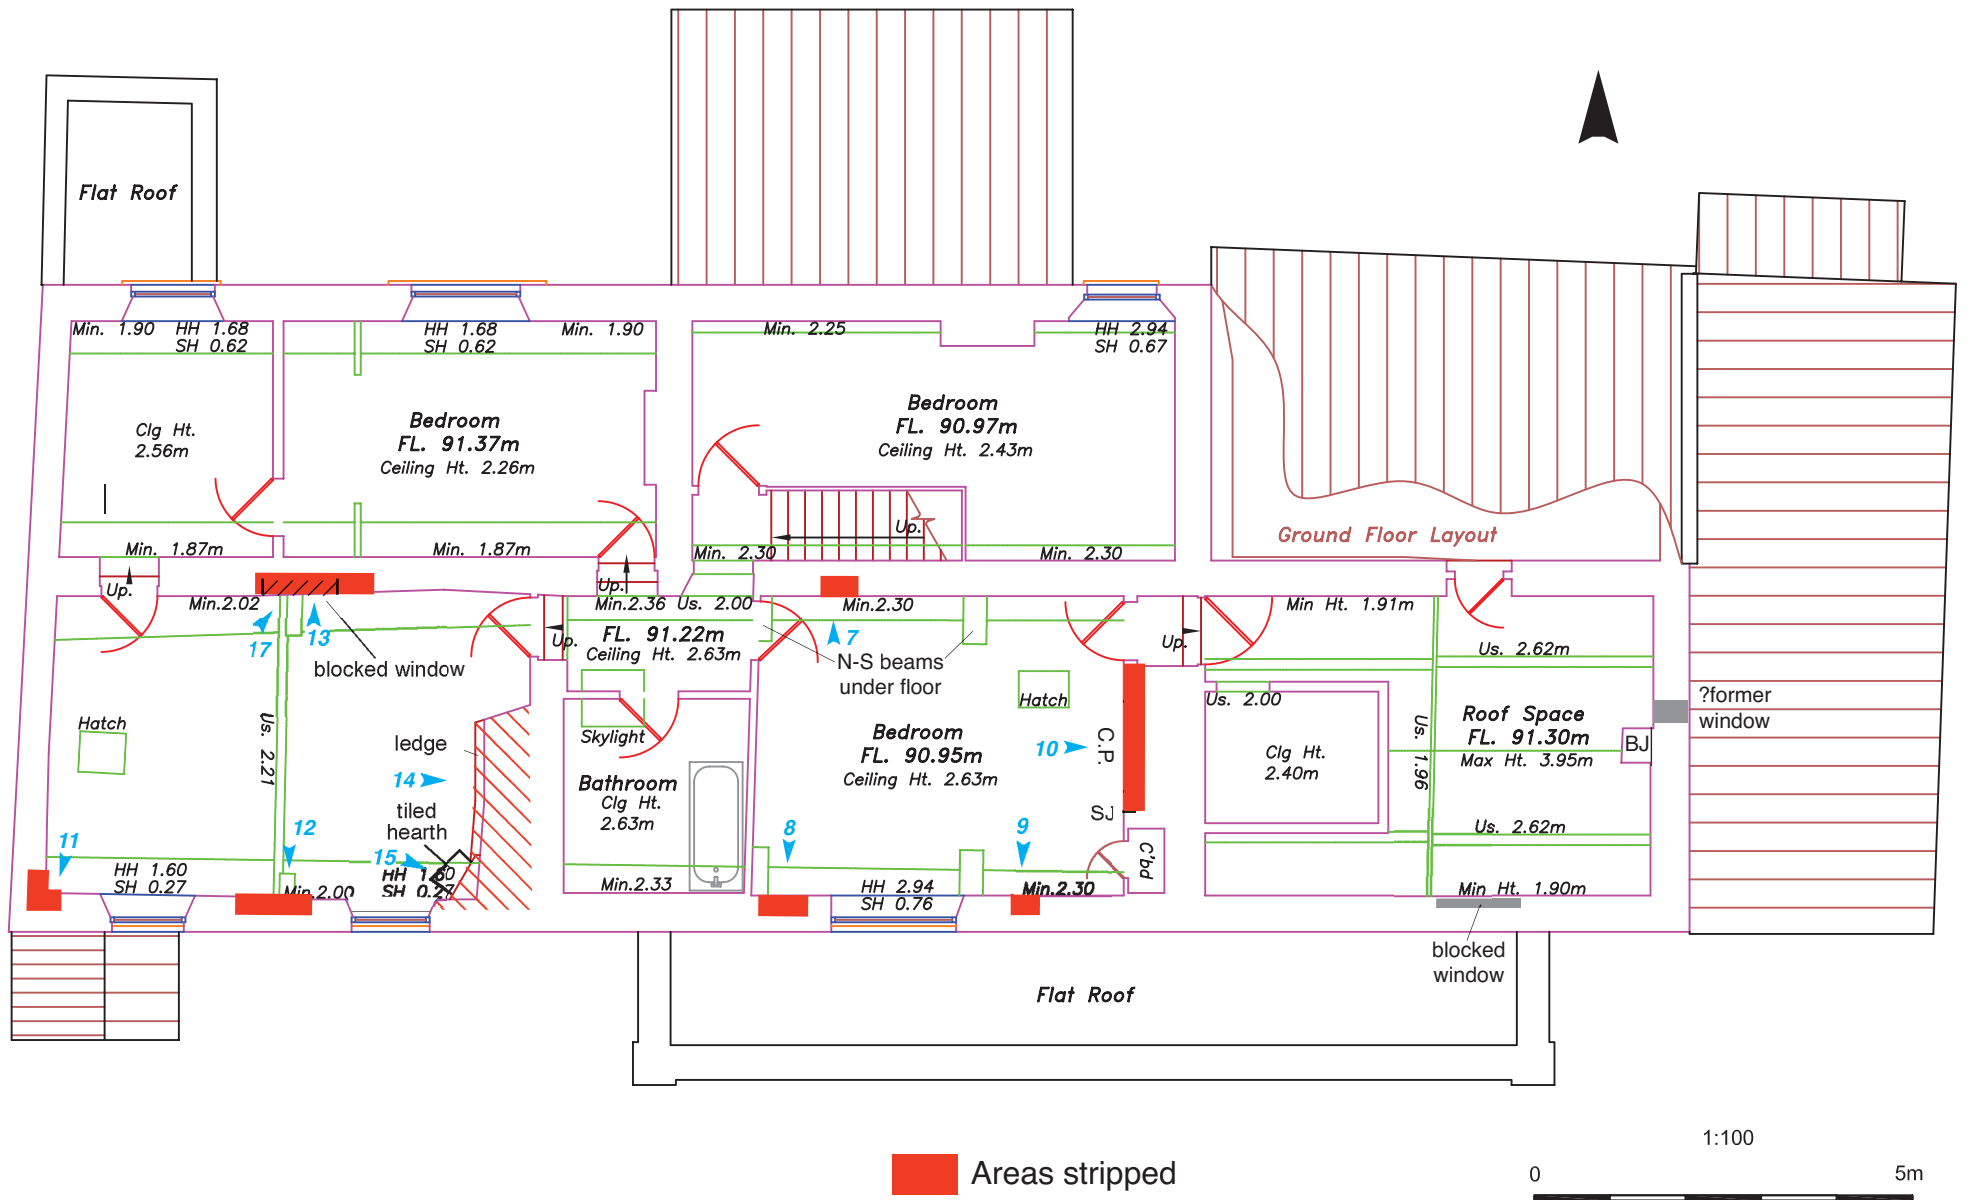 Flat Roof
Min. 1.90
HH 1.68
SH 0.62
HH 1.68
SH 0.62
Min. 1.90
Min. 2.25
HH 2.94
SH 0.67
Clg Ht.
2.56m
Bedroom
FL. 91.37m
Ceiling Ht. 2.26m
Bedroom
FL. 90.97m
Ceiling Ht. 2.43m
Up.
Ground Floor Layout
Min. 1.87m
Min. 1.87m
Min. 2.30
Min. 2.30
Up.
Up.
Min.2.02
Min.2.36
Us. 2.00
Min.2.30
Min Ht. 1.91m
17
13
blocked window
Up.
FL. 91.22m
Ceiling Ht. 2.63m
7
N-S beams
under floor
Up.
Us. 2.62m
Hatch
Us. 2.21
ledge
14
tiled
hearth
Skylight
Bathroom
Clg Ht.
2.63m
Hatch
Bedroom
FL. 90.95m
Ceiling Ht. 2.63m
10
C.P.
SJ
Us. 2.00
Clg Ht.
2.40m
Us. 1.96
Roof Space
FL. 91.30m
Max Ht. 3.95m
BJ
?former
window
11
12
15
8
9
Us. 2.62m
HH 1.60
SH 0.27
Min.2.00
HH 1.60
SH 0.27
Min.2.33
HH 2.94
SH 0.76
Min.2.30
C'bd
Min Ht. 1.90m
blocked
window
Flat Roof
Areas stripped
1:100
0
5m